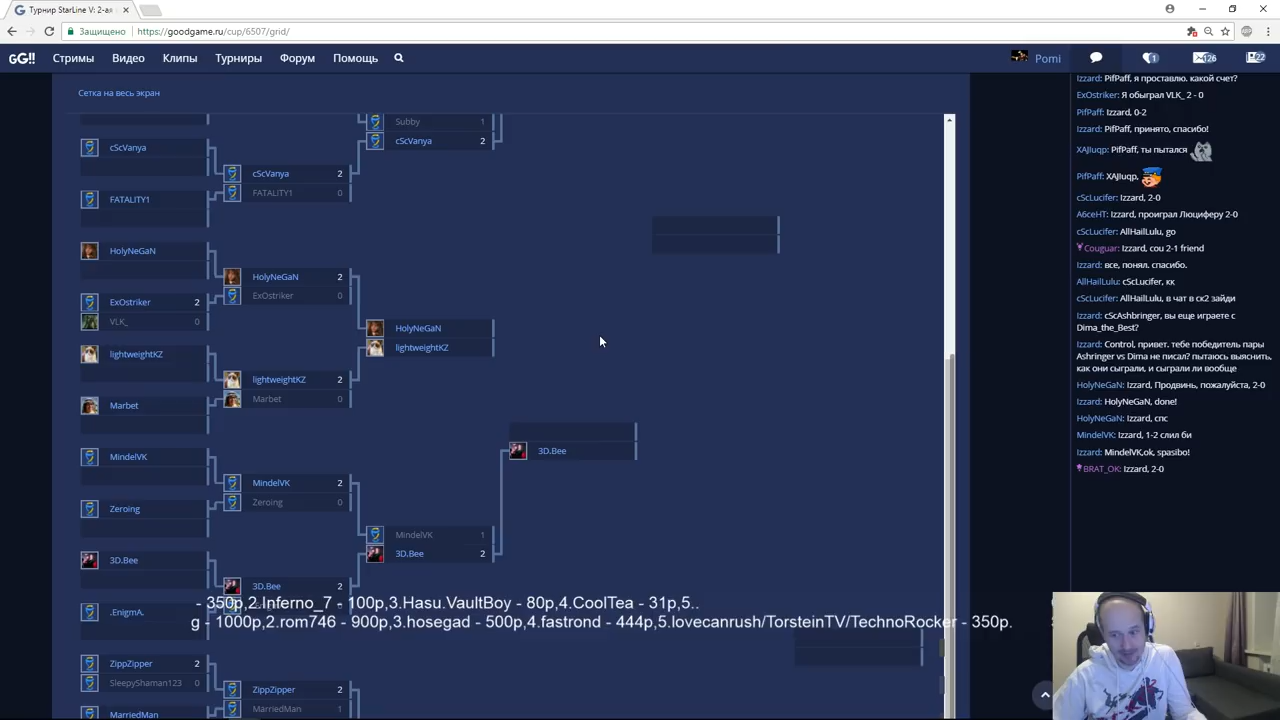 Турнир StarLine V: 2-ая
Защищено
https://goodgame.ru/cup/6507/grid/
GG!!
Стримы
Видео
Клипы
Турниры
Форум
Помощь
Pomi
1
126
22
Сетка на весь экран
Subby 1
cScVanya 2
cScVanya
cScVanya 2
FATALITY1 0
FATALITY1
HolyNeGaN
HolyNeGaN 2
ExOstriker 0
ExOstriker 2
VLK_ 0
HolyNeGaN
lightweightKZ
lightweightKZ
lightweightKZ 2
Marbet 0
Marbet
3D.Bee
MindelVK
MindelVK 2
Zeroing 0
Zeroing
MindelVK 1
3D.Bee 2
3D.Bee
3D.Bee 2
.EnigmA.
- 350p,2.Inferno_7 - 100p,3.Hasu.VaultBoy - 80p,4.CoolTea - 31p,5..
g - 1000p,2.rom746 - 900p,3.hosegad - 500p,4.fastrond - 444p,5.lovecanrush/TorsteinTV/TechnoRocker - 350p.
ZippZipper 2
SleepyShaman123 0
ZippZipper 2
MarriedMan 1
MarriedMan
Izzard: PifPaff, я проставлю. какой счет?
ExOstriker: Я обыграл VLK_ 2 - 0
PifPaff: Izzard, 0-2
Izzard: PifPaff, принято, спасибо!
XAJIuqp: PifPaff, ты пытался
PifPaff: XAJIuqp,
cScLucifer: Izzard, 2-0
A6ceHT: Izzard, проиграл Люциферу 2-0
cScLucifer: AllHailLulu, go
Couguar: Izzard, cou 2-1 friend
Izzard: все, понял. спасибо.
AllHailLulu: cScLucifer, кк
cScLucifer: AllHailLulu, в чат в ск2 зайди
Izzard: cScAshbringer, вы еще играете с
Dima_the_Best?
Izzard: Control, привет. тебе победитель пары
Ashringer vs Dima не писал? пытаюсь выяснить,
как они сыграли, и сыграли ли вообще
HolyNeGaN: Izzard, Продвинь, пожалуйста, 2-0
Izzard: HolyNeGaN, done!
HolyNeGaN: Izzard, спс
MindelVK: Izzard, 1-2 слил би
Izzard: MindelVK,ok, spasibo!
BRAT_OK: Izzard, 2-0